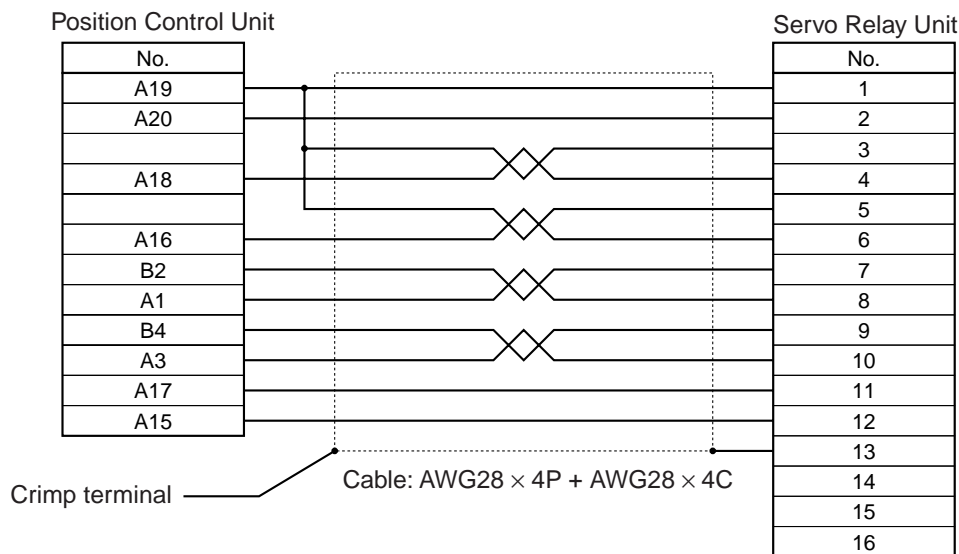 Position Control Unit
No.
A19
A20
A18
A16
B2
A1
B4
A3
A17
A15
Servo Relay Unit
No.
1
2
3
4
5
6
7
8
9
10
11
12
13
14
15
16
Crimp terminal
Cable: AWG28 × 4P + AWG28 × 4C